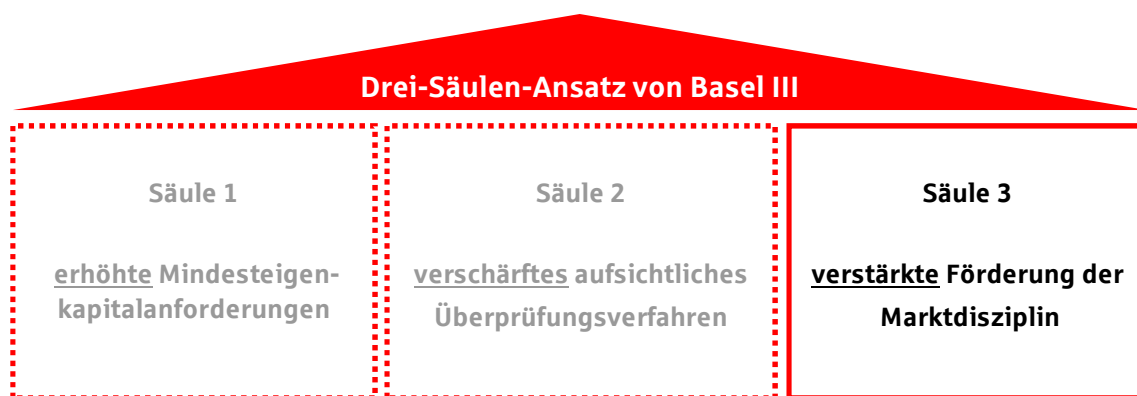 Drei-Säulen-Ansatz von Basel III
Säule 1
erhöhte Mindesteigen-
kapitalanforderungen
Säule 2
verschärftes aufsichtliches
Überprüfungsverfahren
Säule 3
verstärkte Förderung der
Marktdisziplin